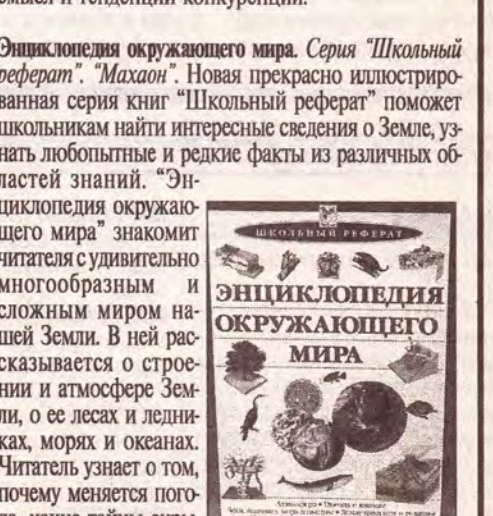 смысл и тенденции конкуренции.
Энциклопедия окружающего мира. Серия "Школьный
реферат". "Махаон". Новая прекрасно иллюстриро-
ванная серия книг "Школьный реферат" поможет
школьникам найти интересные сведения о Земле, уз-
нать любопытные и редкие факты из различных об-
ластей знаний. "Эн-
циклопедия окружаю-
щего мира" знакомит
читателя с удивительно
многообразным и
сложным миром на-
шей Земли. В ней рас-
сказывается о строе-
нии и атмосфере Зем-
ли, о ее лесах и ледни-
ках, морях и океанах.
Читатель узнает о том,
почему меняется пого-
ШКОЛЬНЫЙ РЕФЕРАТ
ЭНЦИКЛОПЕДИЯ
ОКРУЖАЮЩЕГО
МИРА